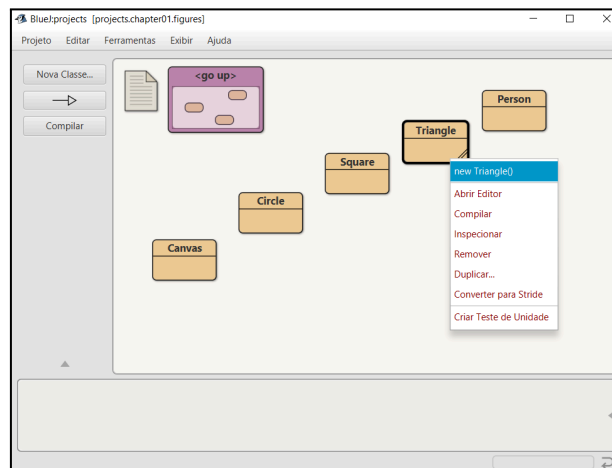 BlueJ:projects [projects.chapter01.figures]
Projeto Editar Ferramentas Exibir Ajuda
Nova Classe...
Compilar
<go up>
Person
Triangle
Square
Circle
Canvas
new Triangle()
Abrir Editor
Compilar
Inspecionar
Remover
Duplicar...
Converter para Stride
Criar Teste de Unidade